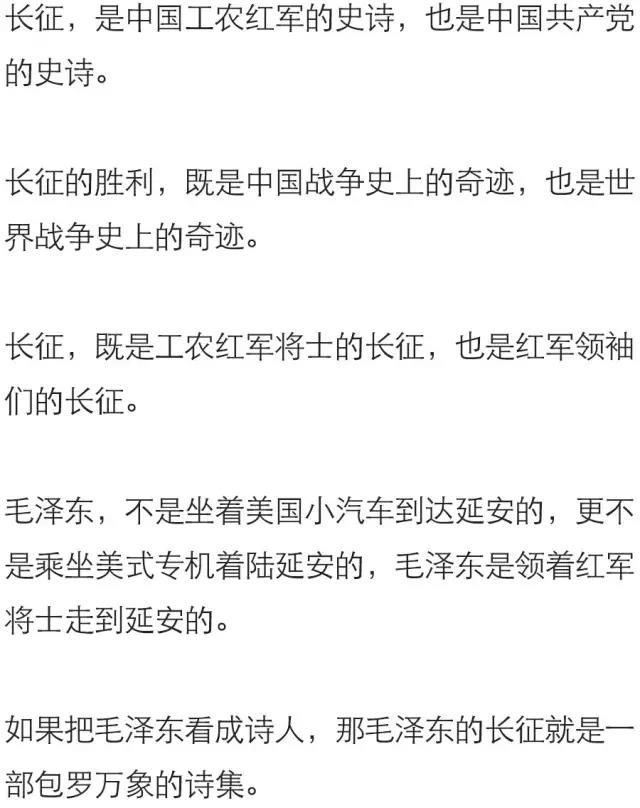 长征，是中国工农红军的史诗，也是中国共产党
的史诗。
长征的胜利，既是中国战争史上的奇迹，也是世
界战争史上的奇迹。
长征，既是工农红军将士的长征，也是红军领袖
们的长征。
毛泽东，不是坐着美国小汽车到达延安的，更不
是乘坐美式专机着陆延安的，毛泽东是领着红军
将士走到延安的。
如果把毛泽东看成诗人，那毛泽东的长征就是一
部包罗万象的诗集。